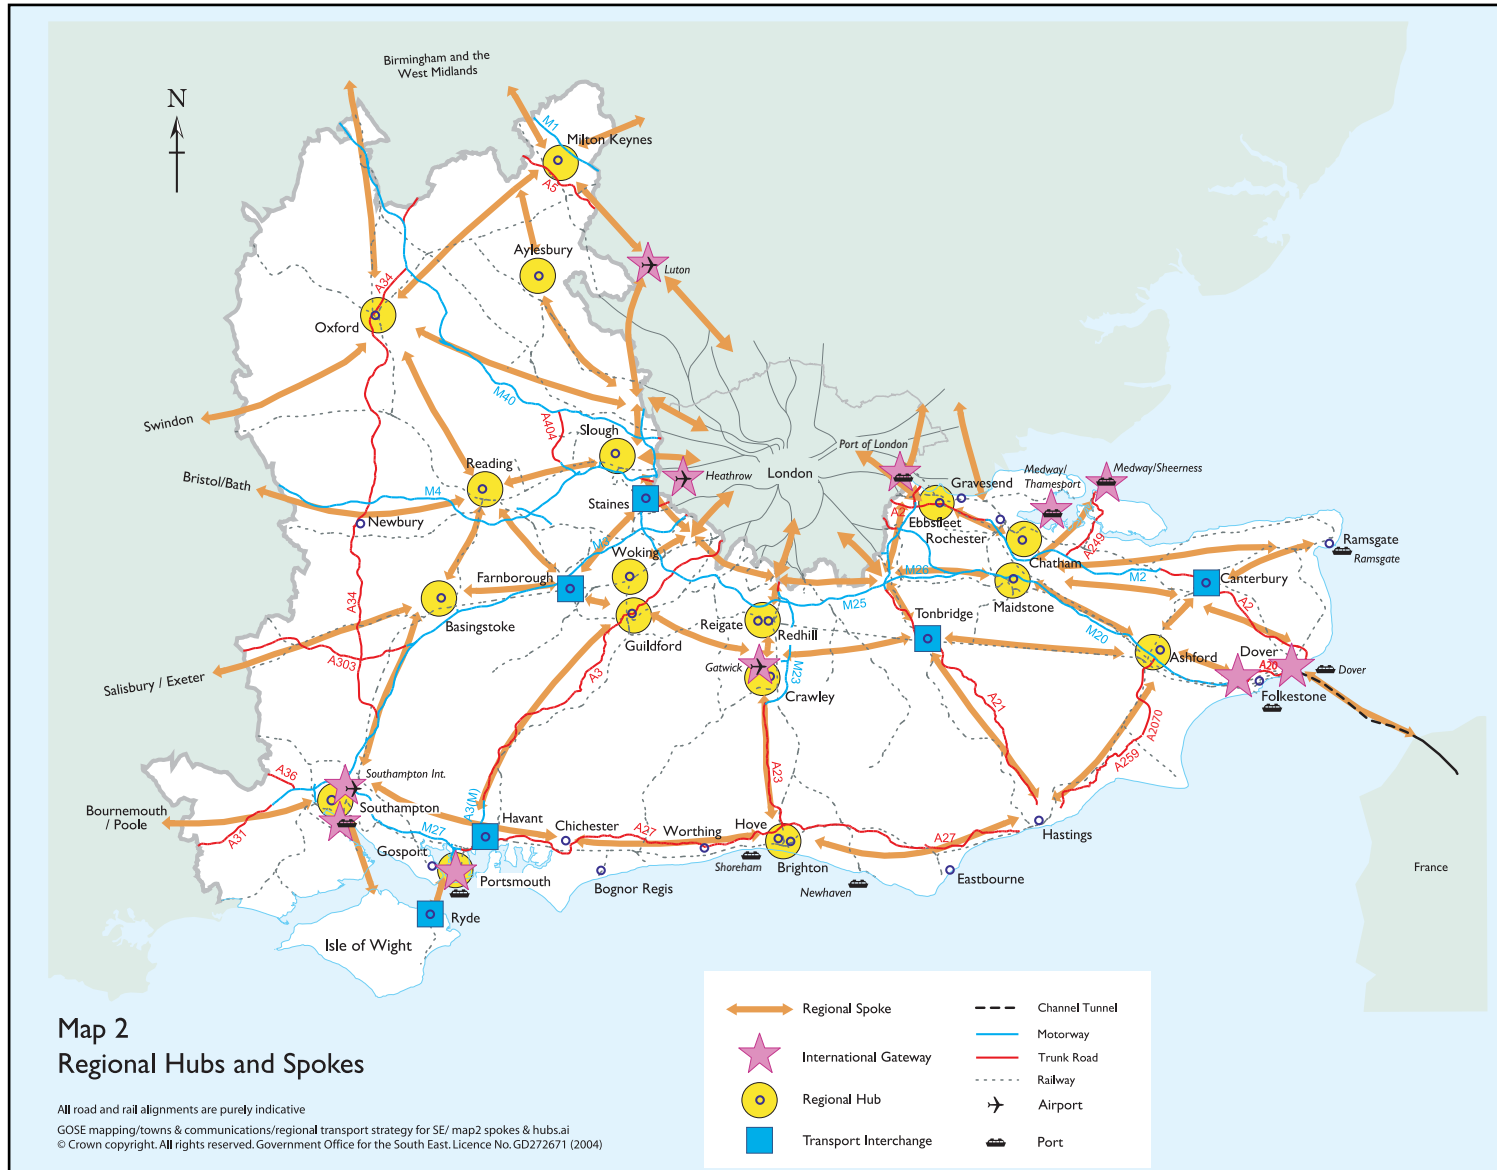 Birmingham and the
West Midlands
N
M1
Milton Keynes
A5
Aylesbury
Luton
A34
Oxford
M40
Swindon
A404
Slough
Port of London
Reading
Heathrow
London
Medway/
Thamesport
Medway/Sheerness
Bristol/Bath
M4
Staines
Gravesend
Newbury
A2
Ebbsfleet
Rochester
A249
Ramsgate
Ramsgate
M3
Woking
Chatham
M26
M2
Farnborough
Canterbury
A34
M25
Maidstone
A2
Basingstoke
Tonbridge
Reigate
Redhill
M20
Guildford
A303
Gatwick
Ashford
Dover
Dover
A20
A3
M23
Salisbury / Exeter
Crawley
Folkestone
A21
A2070
A259
Southampton Int.
A36
A23
Southampton
Bournemouth
/ Poole
A3(M)
Havant
Chichester
Hove
M27
A27
Worthing
A27
Hastings
A31
Gosport
Shoreham
Brighton
France
Portsmouth
Bognor Regis
Newhaven
Eastbourne
Ryde
Isle of Wight
Regional Spoke
International Gateway
Regional Hub
Transport Interchange
Channel Tunnel
Motorway
Trunk Road
Railway
Airport
Port
Map 2
Regional Hubs and Spokes
All road and rail alignments are purely indicative
GOSE mapping/towns & communications/regional transport strategy for SE/ map2 spokes & hubs.ai
© Crown copyright. All rights reserved. Government Office for the South East. Licence No. GD272671 (2004)